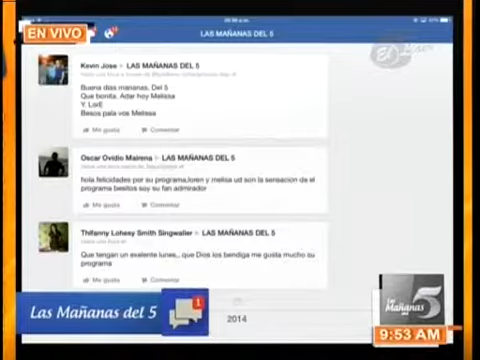 EN VIVO
LAS MAÑANAS DEL 5
Kevin Jose ▸ LAS MAÑANAS DEL 5
Buena dias mananas. Del 5
Que bonita. Adar hoy Melissa
Y. LorE
Besos pala vos Melissa
Me gusta Comentar
Oscar Ovidio Mairena ▸ LAS MAÑANAS DEL 5
hola felicidades por su programa,loren y melisa ud son la sensacion de el
programa besitos soy su fan admirador
Me gusta Comentar
Thifanny Lohesy Smith Singwaller ▸ LAS MAÑANAS DEL 5
Que tengan un exelente lunes,, que Dios los bendiga me guida mucho su
programa
Me gusta Comentar
2014
Las Mañanas del 5
1
Las
Mañanas
del 5
9:53 AM